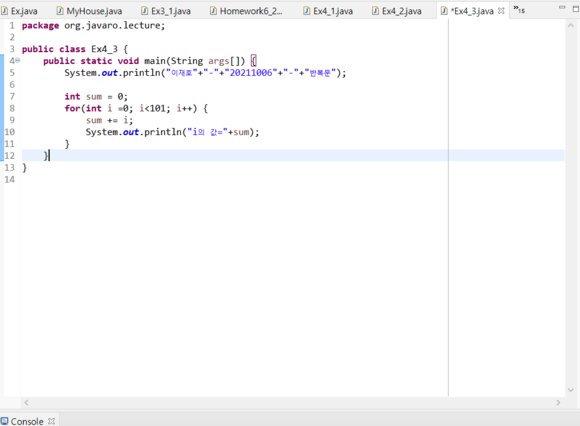 Ex.java MyHouse.java Ex3_1.java Homework6_2... Ex4_1.java Ex4_2.java *Ex4_3.java »15
1 package org.javaro.lecture;
2
3 public class Ex4_3 {
4 public static void main(String args[]) {
5 System.out.println("이재호"+"-"+"20211006"+"-"+"반복문");
6
7 int sum = 0;
8 for(int i =0; i<101; i++) {
9 sum += i;
10 System.out.println("i의 값="+sum);
11 }
12 }
13 }
14
Console